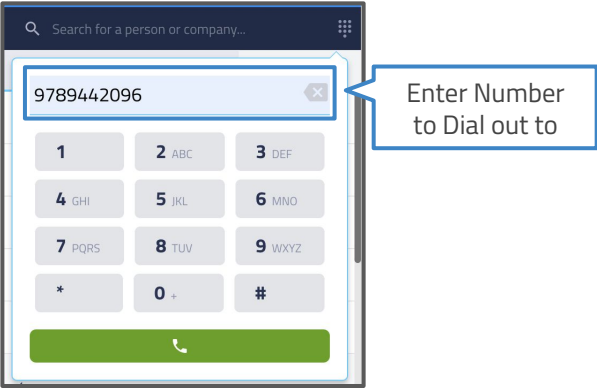 Search for a person or company...
9789442096
Enter Number
to Dial out to
1 2 ABC 3 DEF
4 GHI 5 JKL 6 MNO
7 PQRS 8 TUV 9 WXYZ
* 0 + #